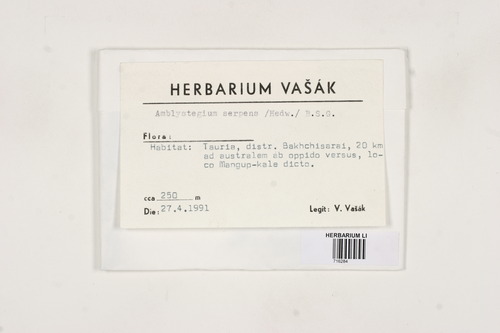 HERBARIUM VAŠÁK
Amblystegium serpens /Hedw./ B.S.G.
Flora:
Habitat: Tauria, distr. Bakhchisarai, 20 km
ad australem ab oppido versus, lo-
co Mangup-kale dicto.
cca 250 m
Die: 27.4.1991 Legit: V. Vašák
HERBARIUM LI
716284